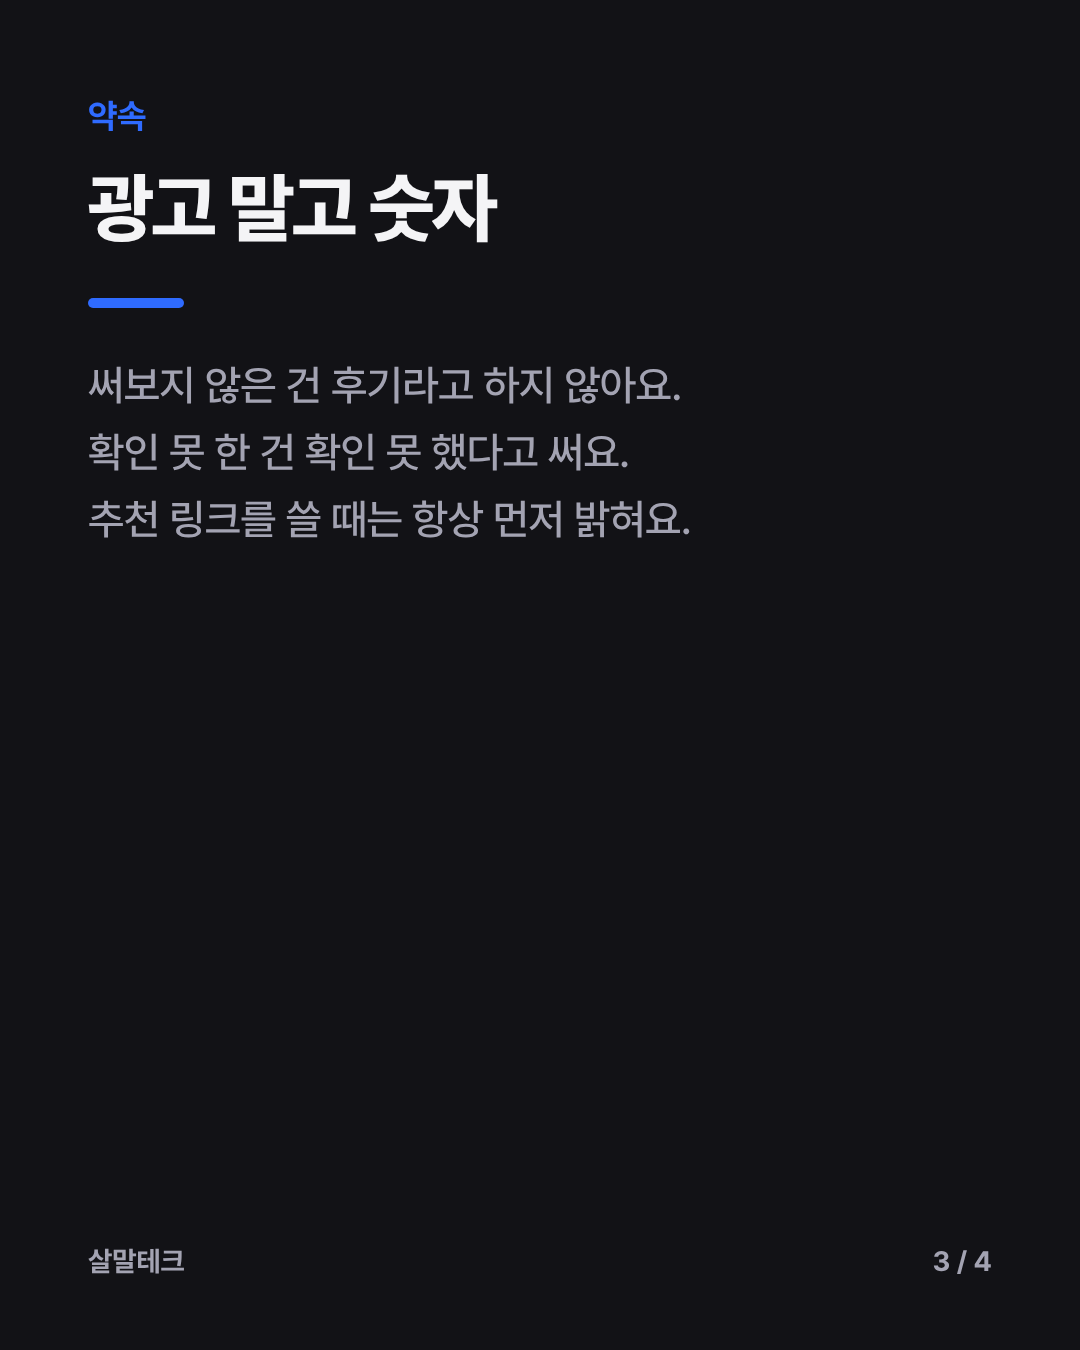 약속
광고 말고 숫자
써보지 않은 건 후기라고 하지 않아요.
확인 못 한 건 확인 못 했다고 써요.
추천 링크를 쓸 때는 항상 먼저 밝혀요.
살말테크
3 / 4